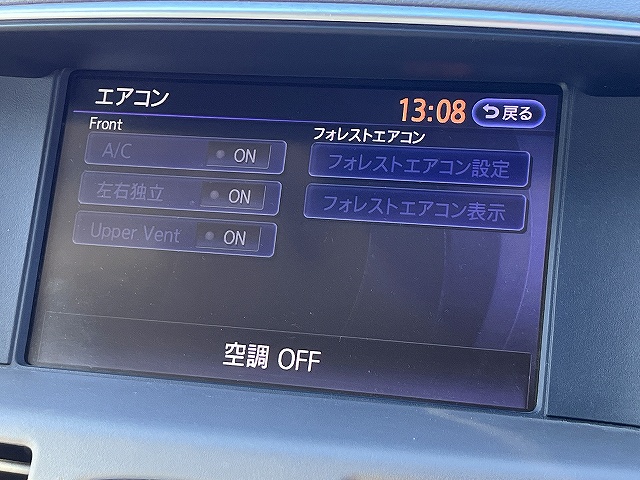 エアコン
13:08
戻る
Front
A/C ON
左右独立 ON
Upper Vent ON
フォレストエアコン
フォレストエアコン設定
フォレストエアコン表示
空調 OFF